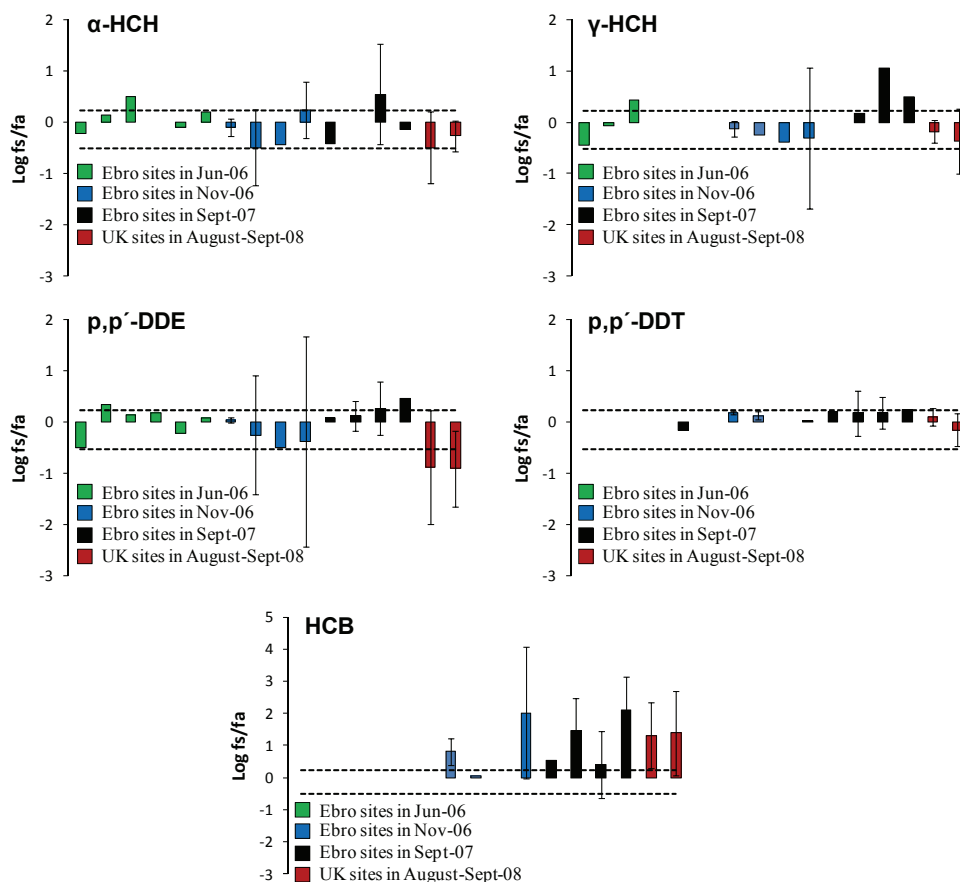 α-HCH
2
1
0
-1
-2
-3
Log fs/fa
Ebro sites in Jun-06
Ebro sites in Nov-06
Ebro sites in Sept-07
UK sites in August-Sept-08
γ-HCH
2
1
0
-1
-2
-3
Log fs/fa
Ebro sites in Jun-06
Ebro sites in Nov-06
Ebro sites in Sept-07
UK sites in August-Sept-08
p,p´-DDE
2
1
0
-1
-2
-3
Log fs/fa
Ebro sites in Jun-06
Ebro sites in Nov-06
Ebro sites in Sept-07
UK sites in August-Sept-08
p,p´-DDT
2
1
0
-1
-2
-3
Log fs/fa
Ebro sites in Jun-06
Ebro sites in Nov-06
Ebro sites in Sept-07
UK sites in August-Sept-08
HCB
5
4
3
2
1
0
-1
-2
-3
Log fs/fa
Ebro sites in Jun-06
Ebro sites in Nov-06
Ebro sites in Sept-07
UK sites in August-Sept-08